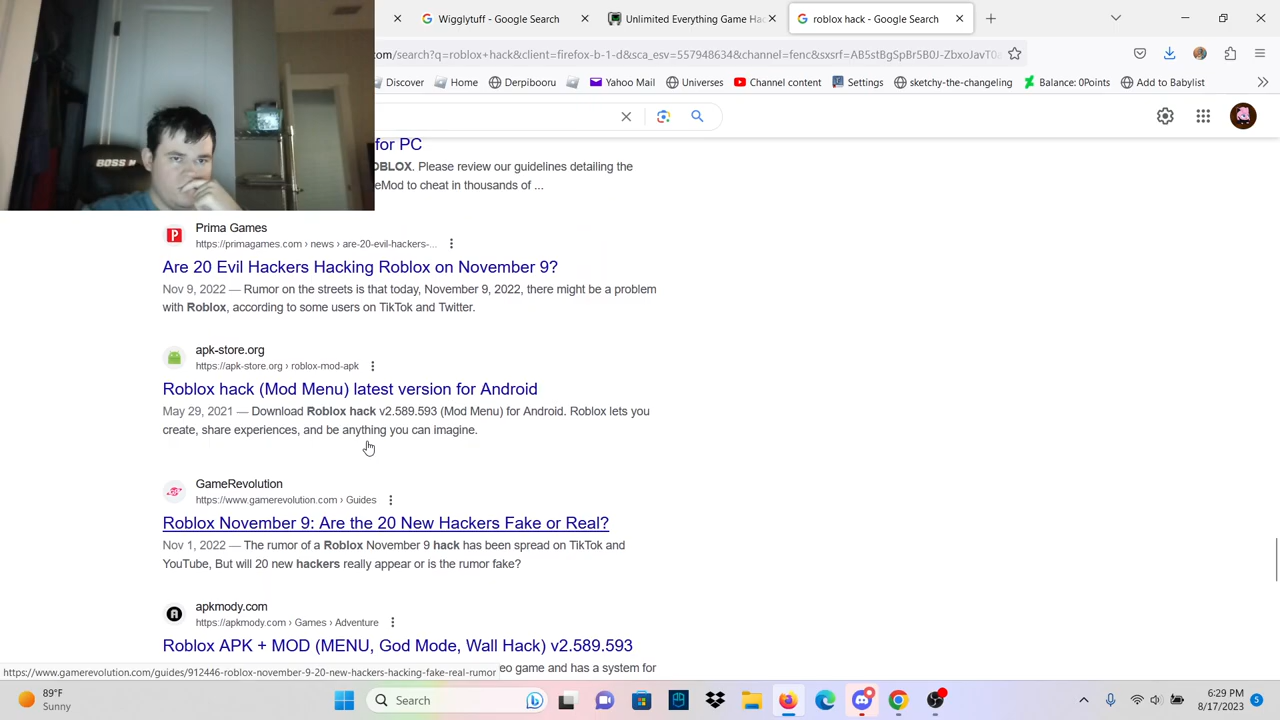 Wigglytuff - Google Search
Unlimited Everything Game Ha
roblox hack - Google Search
com/search?q=roblox+hack&client=firefox-b-1-d&sca_esv=557948634&channel=fenc&sxsrf=AB5stBgSpBr5B0J-ZbxoJavT0
Discover
Home
Derpibooru
Yahoo Mail
Universes
Channel content
Settings
sketchy-the-changeling
Balance: 0Points
Add to Babylist
BOSS
for PC
OBLOX. Please review our guidelines detailing the
eMod to cheat in thousands of ...
Prima Games
https://primagames.com › news › are-20-evil-hackers-...
Are 20 Evil Hackers Hacking Roblox on November 9?
Nov 9, 2022 — Rumor on the streets is that today, November 9, 2022, there might be a problem
with Roblox, according to some users on TikTok and Twitter.
apk-store.org
https://apk-store.org › roblox-mod-apk
Roblox hack (Mod Menu) latest version for Android
May 29, 2021 — Download Roblox hack v2.589.593 (Mod Menu) for Android. Roblox lets you
create, share experiences, and be anything you can imagine.
GameRevolution
https://www.gamerevolution.com › Guides
Roblox November 9: Are the 20 New Hackers Fake or Real?
Nov 1, 2022 — The rumor of a Roblox November 9 hack has been spread on TikTok and
YouTube, But will 20 new hackers really appear or is the rumor fake?
apkmody.com
https://apkmody.com › Games › Adventure
Roblox APK + MOD (MENU, God Mode, Wall Hack) v2.589.593
eo game and has a system for
https://www.gamerevolution.com/guides/912446-roblox-november-9-20-new-hackers-hacking-fake-real-rumor
89°F
Sunny
Search
6:29 PM
8/17/2023
5